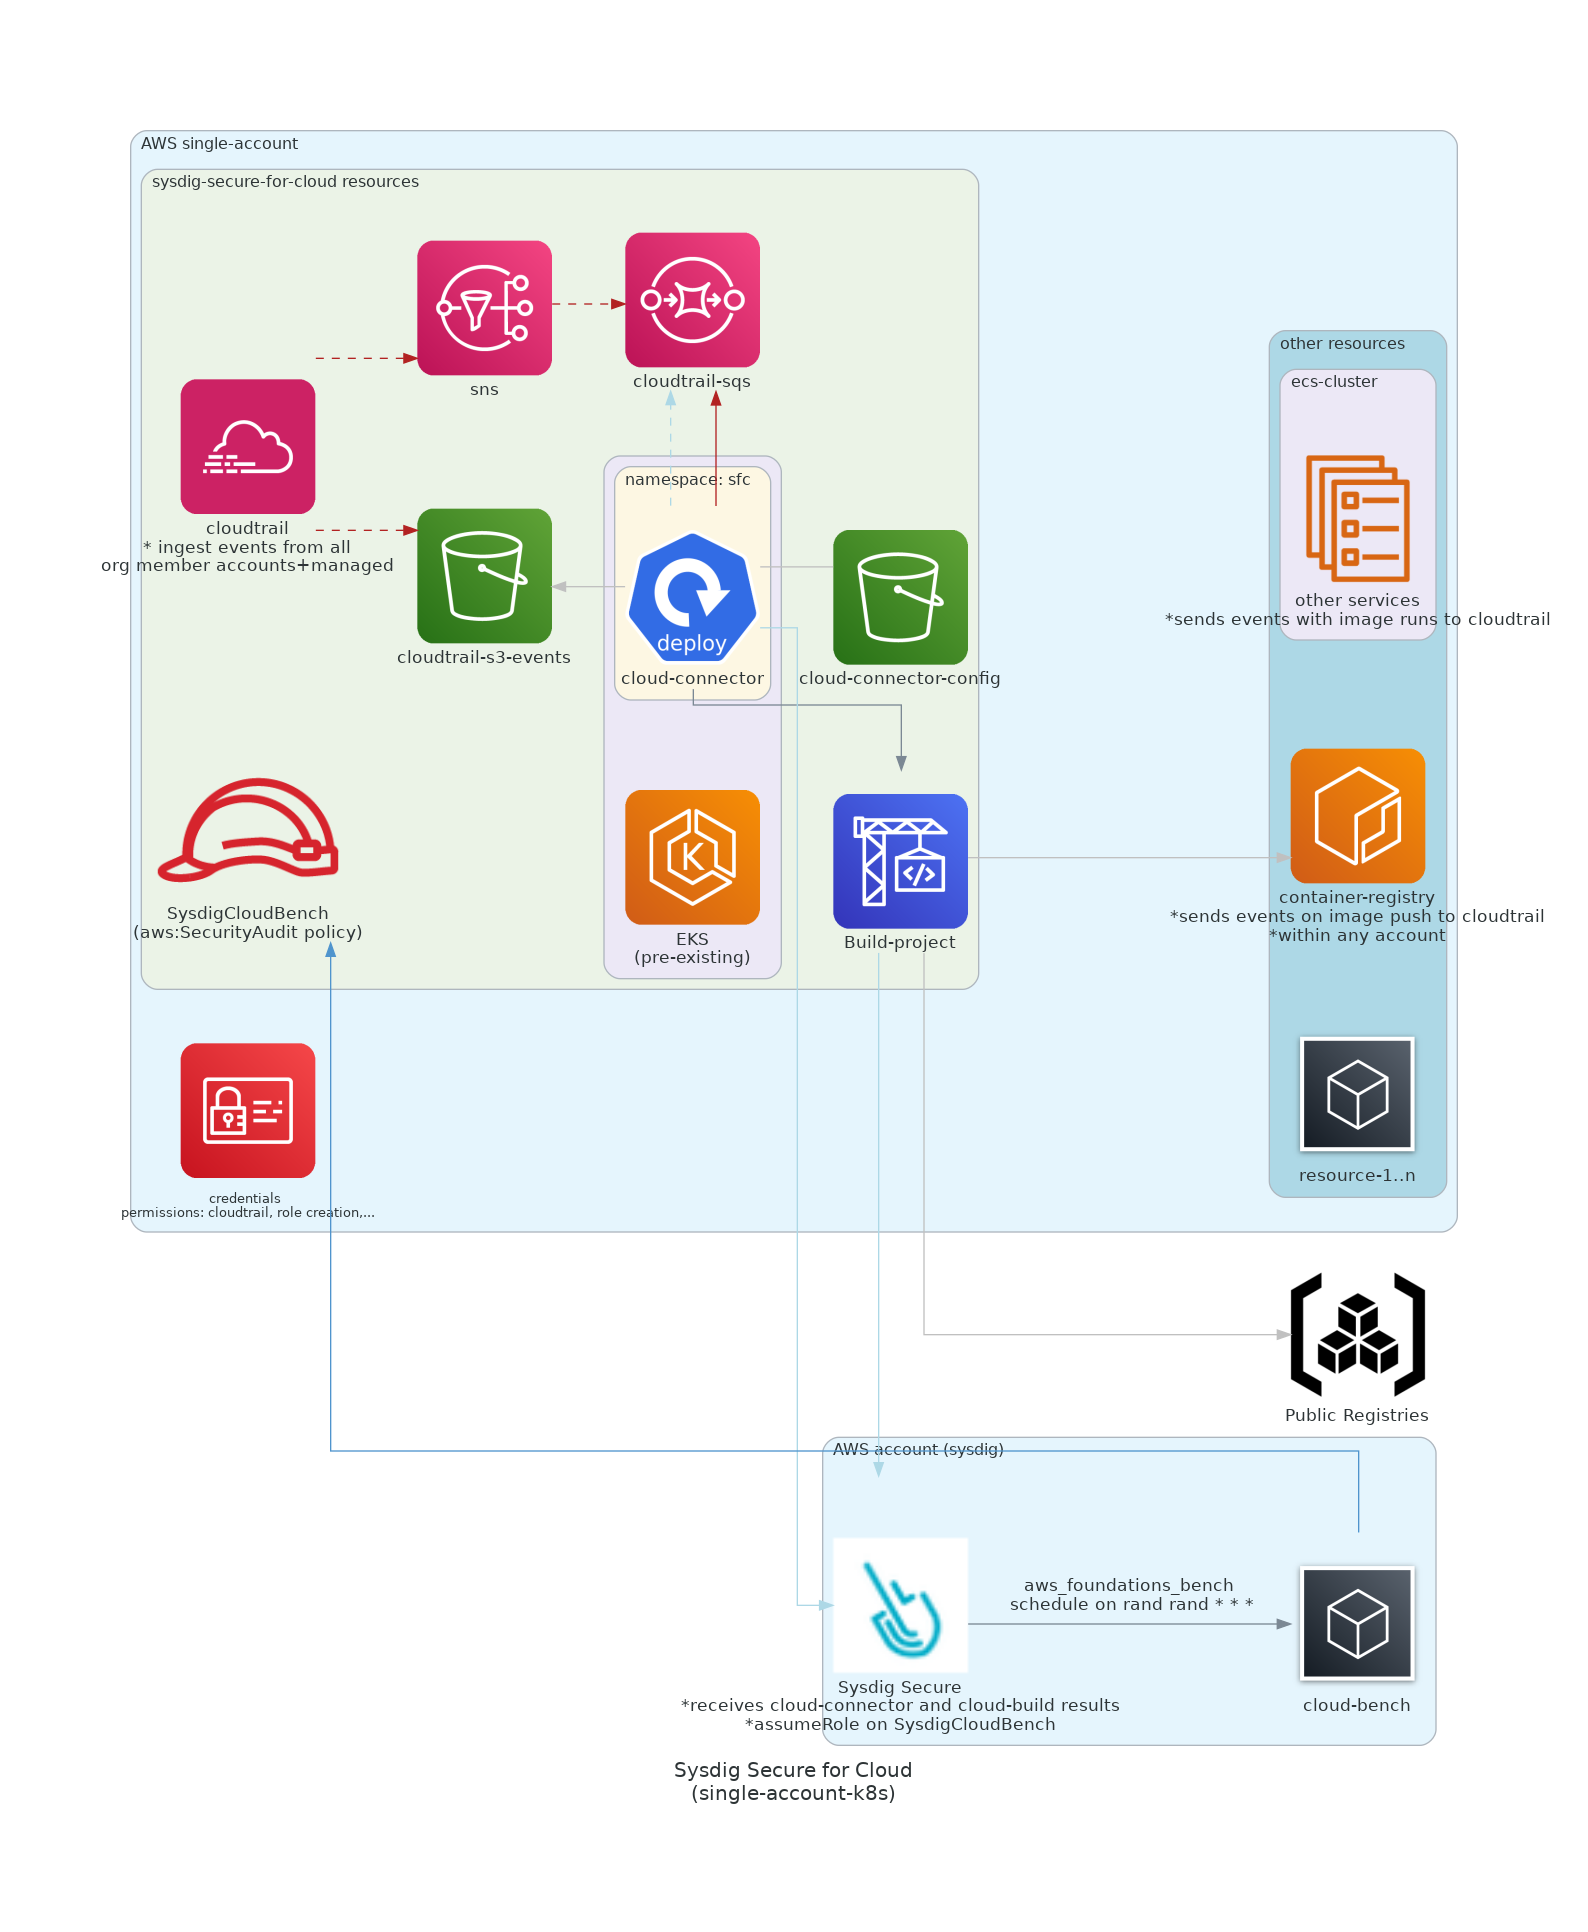 AWS single-account
sysdig-secure-for-cloud resources
sns
cloudtrail-sqs
cloudtrail
* ingest events from all
org member accounts+managed
cloudtrail-s3-events
namespace: sfc
deploy
cloud-connector
cloud-connector-config
other resources
ecs-cluster
other services
*sends events with image runs to cloudtrail
SysdigCloudBench
(aws:SecurityAudit policy)
K
EKS
(pre-existing)
</>
Build-project
container-registry
*sends events on image push to cloudtrail
*within any account
resource-1..n
credentials
permissions: cloudtrail, role creation,...
Public Registries
AWS account (sysdig)
aws_foundations_bench
schedule on rand rand * * *
Sysdig Secure
*receives cloud-connector and cloud-build results
*assumeRole on SysdigCloudBench
cloud-bench
Sysdig Secure for Cloud
(single-account-k8s)